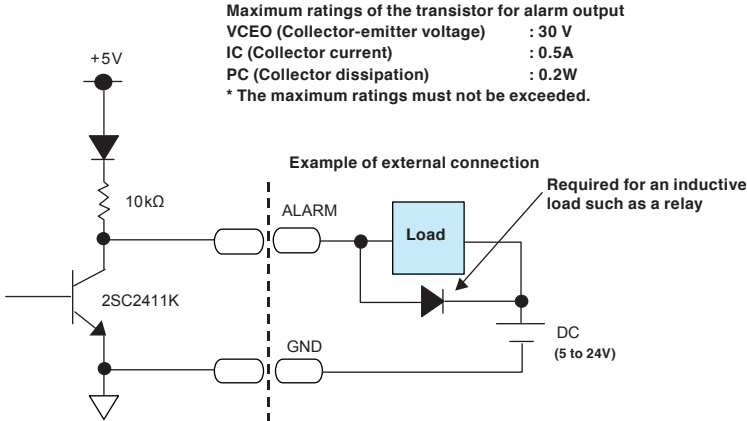 Maximum ratings of the transistor for alarm output
VCEO (Collector-emitter voltage) : 30 V
IC (Collector current) : 0.5A
PC (Collector dissipation) : 0.2W
* The maximum ratings must not be exceeded.
+5V
Example of external connection
Required for an inductive
load such as a relay
10kΩ
ALARM
Load
2SC2411K
GND
DC
(5 to 24V)